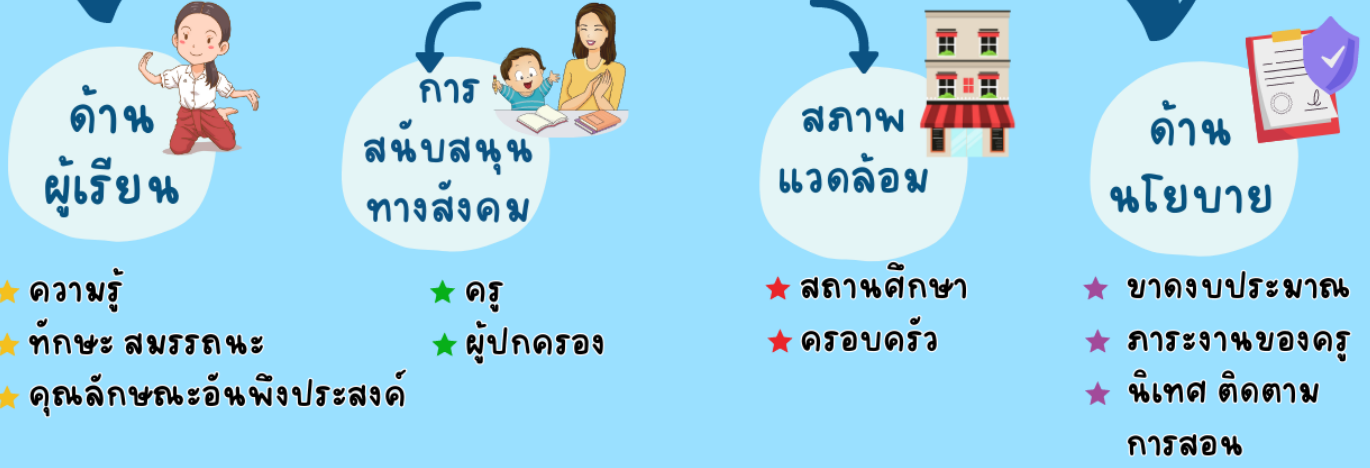 ด้าน
ผู้เรียน
ความรู้
ทักษะ สมรรถนะ
คุณลักษณะอันพึงประสงค์
การ
สนับสนุน
ทางสังคม
ครู
ผู้ปกครอง
สภาพ
แวดล้อม
สถานศึกษา
ครอบครัว
ด้าน
นโยบาย
ขาดงบประมาณ
ภาระงานของครู
นิเทศ ติดตาม
การสอน